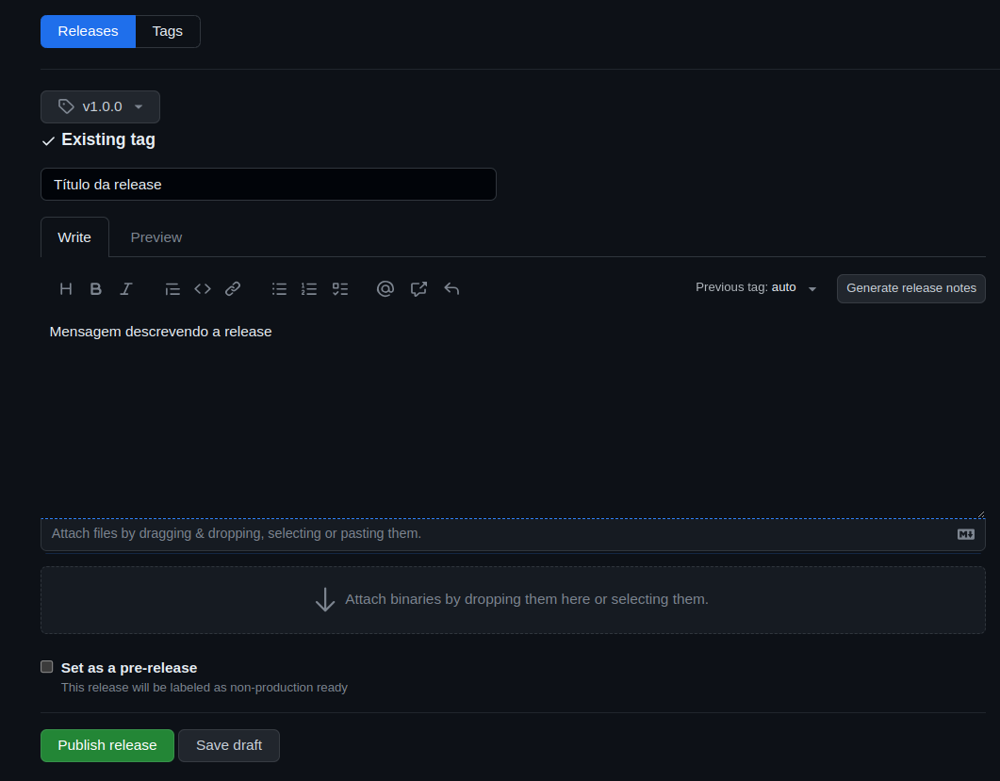 Releases Tags
v1.0.0
Existing tag
Título da release
Write Preview
Previous tag: auto Generate release notes
Mensagem descrevendo a release
Attach files by dragging & dropping, selecting or pasting them.
Attach binaries by dropping them here or selecting them.
Set as a pre-release
This release will be labeled as non-production ready
Publish release Save draft